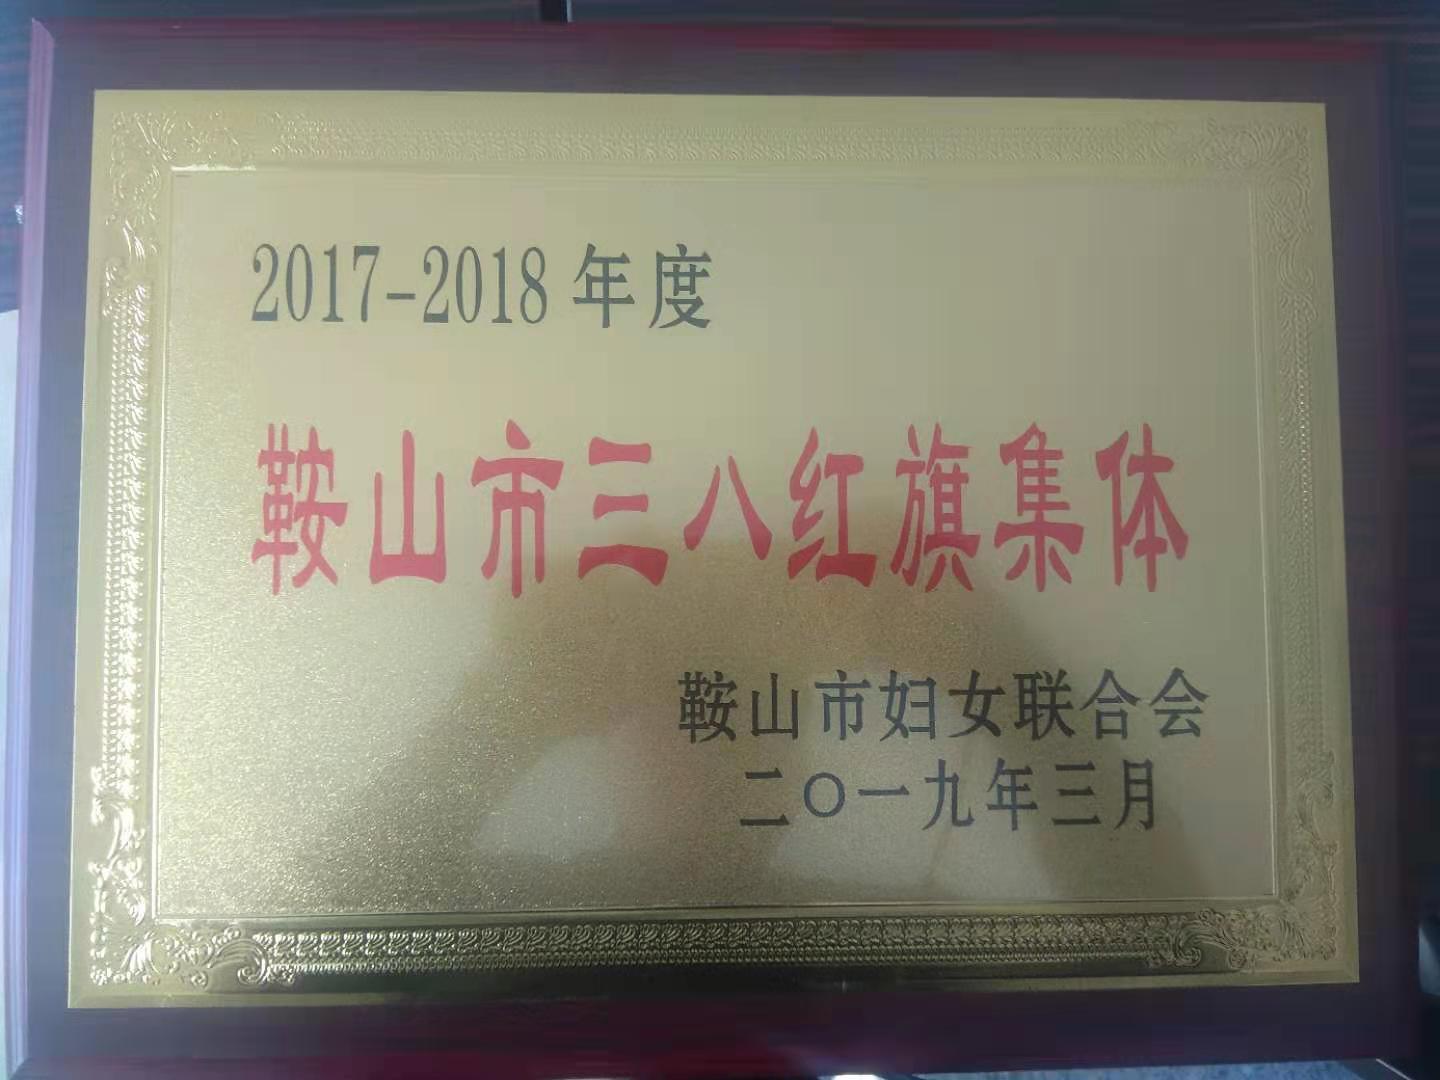 2017-2018 年度
鞍山市三八红旗集体
鞍山市妇女联合会
二〇一九年三月